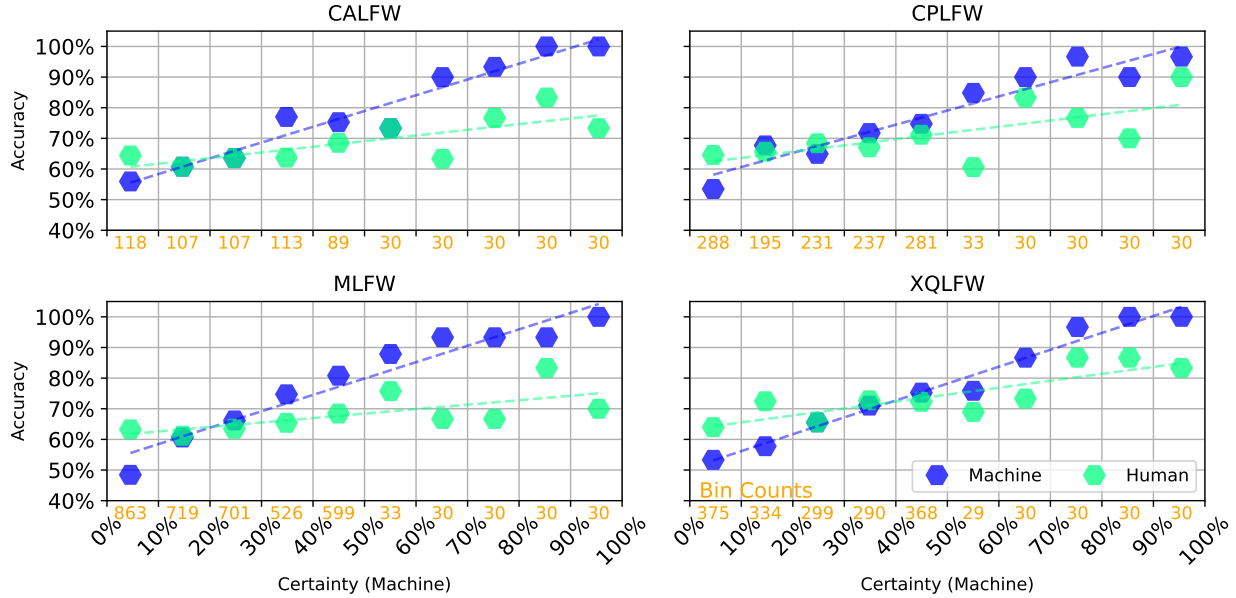 CALFW
CPLFW
100%
90%
80%
70%
60%
50%
40%
Accuracy
118 107 107 113 89 30 30 30 30 30
288 195 231 237 281 33 30 30 30 30
MLFW
XQLFW
100%
90%
80%
70%
60%
50%
40%
Accuracy
Machine Human
Bin Counts
863 719 701 526 599 33 30 30 30 30
375 334 299 290 368 29 30 30 30 30
0% 10% 20% 30% 40% 50% 60% 70% 80% 90% 100%
0% 10% 20% 30% 40% 50% 60% 70% 80% 90% 100%
Certainty (Machine)
Certainty (Machine)